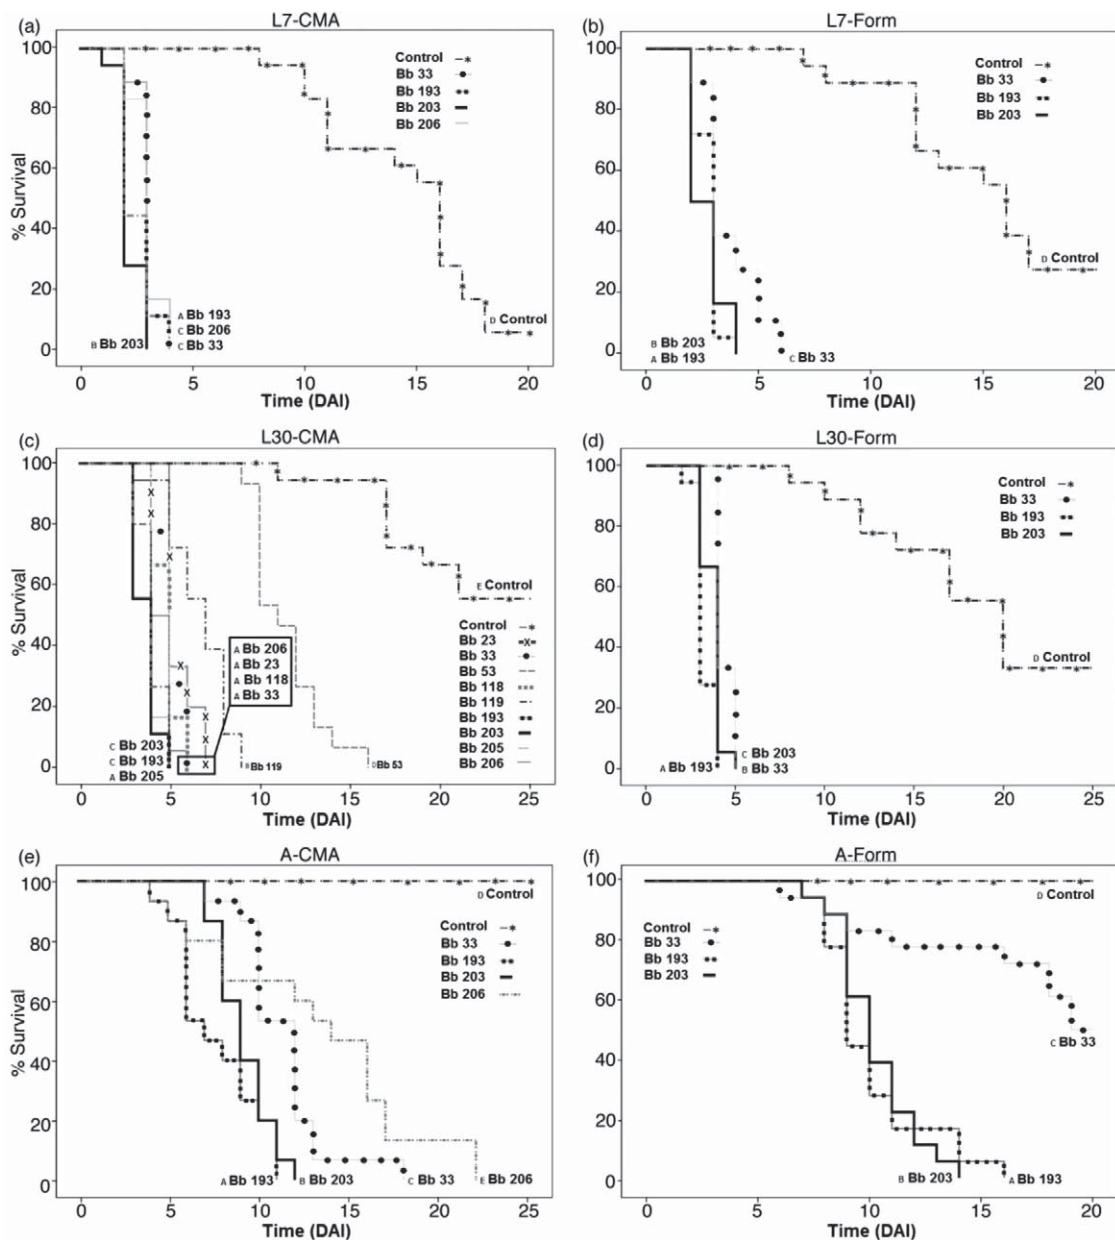 (a) L7-CMA
% Survival
100
80
60
40
20
0
Control
Bb 33
Bb 193
Bb 203
Bb 206
A Bb 193
C Bb 206
B Bb 203 C Bb 33
D Control
0 5 10 15 20
Time (DAI)
(b) L7-Form
100
80
60
40
20
0
Control
Bb 33
Bb 193
Bb 203
D Control
B Bb 203
A Bb 193
C Bb 33
0 5 10 15 20
Time (DAI)
(c) L30-CMA
% Survival
100
80
60
40
20
0
E Control
Control
Bb 23
Bb 33
Bb 53
Bb 118
Bb 119
Bb 193
Bb 203
Bb 205
Bb 206
A Bb 206
A Bb 23
A Bb 118
A Bb 33
C Bb 203
C Bb 193
A Bb 205
B Bb 119
D Bb 53
0 5 10 15 20 25
Time (DAI)
(d) L30-Form
100
80
60
40
20
0
Control
Bb 33
Bb 193
Bb 203
D Control
C Bb 203
A Bb 193 B Bb 33
0 5 10 15 20 25
Time (DAI)
(e) A-CMA
% Survival
100
80
60
40
20
0
D Control
Control
Bb 33
Bb 193
Bb 203
Bb 206
A Bb 193 B Bb 203 C Bb 33 E Bb 206
0 5 10 15 20 25
Time (DAI)
(f) A-Form
100
80
60
40
20
0
D Control
Control
Bb 33
Bb 193
Bb 203
C Bb 33
B Bb 203 A Bb 193
0 5 10 15 20
Time (DAI)